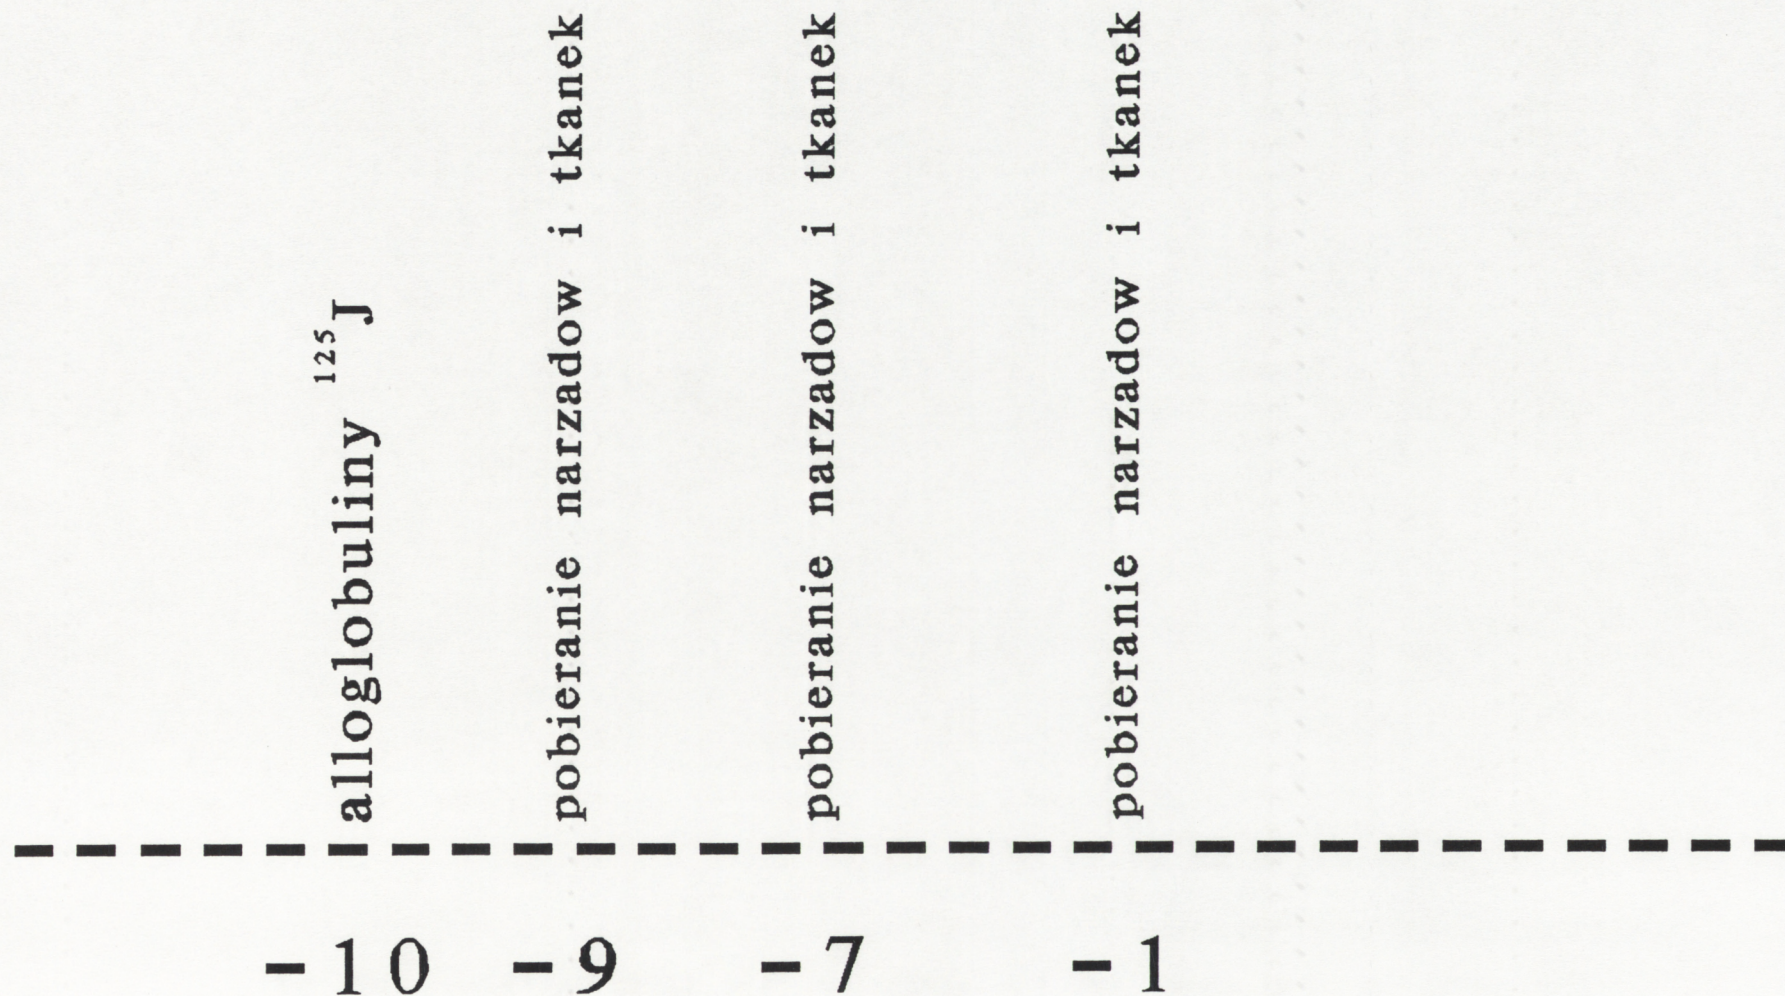 alloglobuliny ¹²⁵J
pobieranie narzadow i tkanek
pobieranie narzadow i tkanek
pobieranie narzadow i tkanek
-10 -9 -7 -1